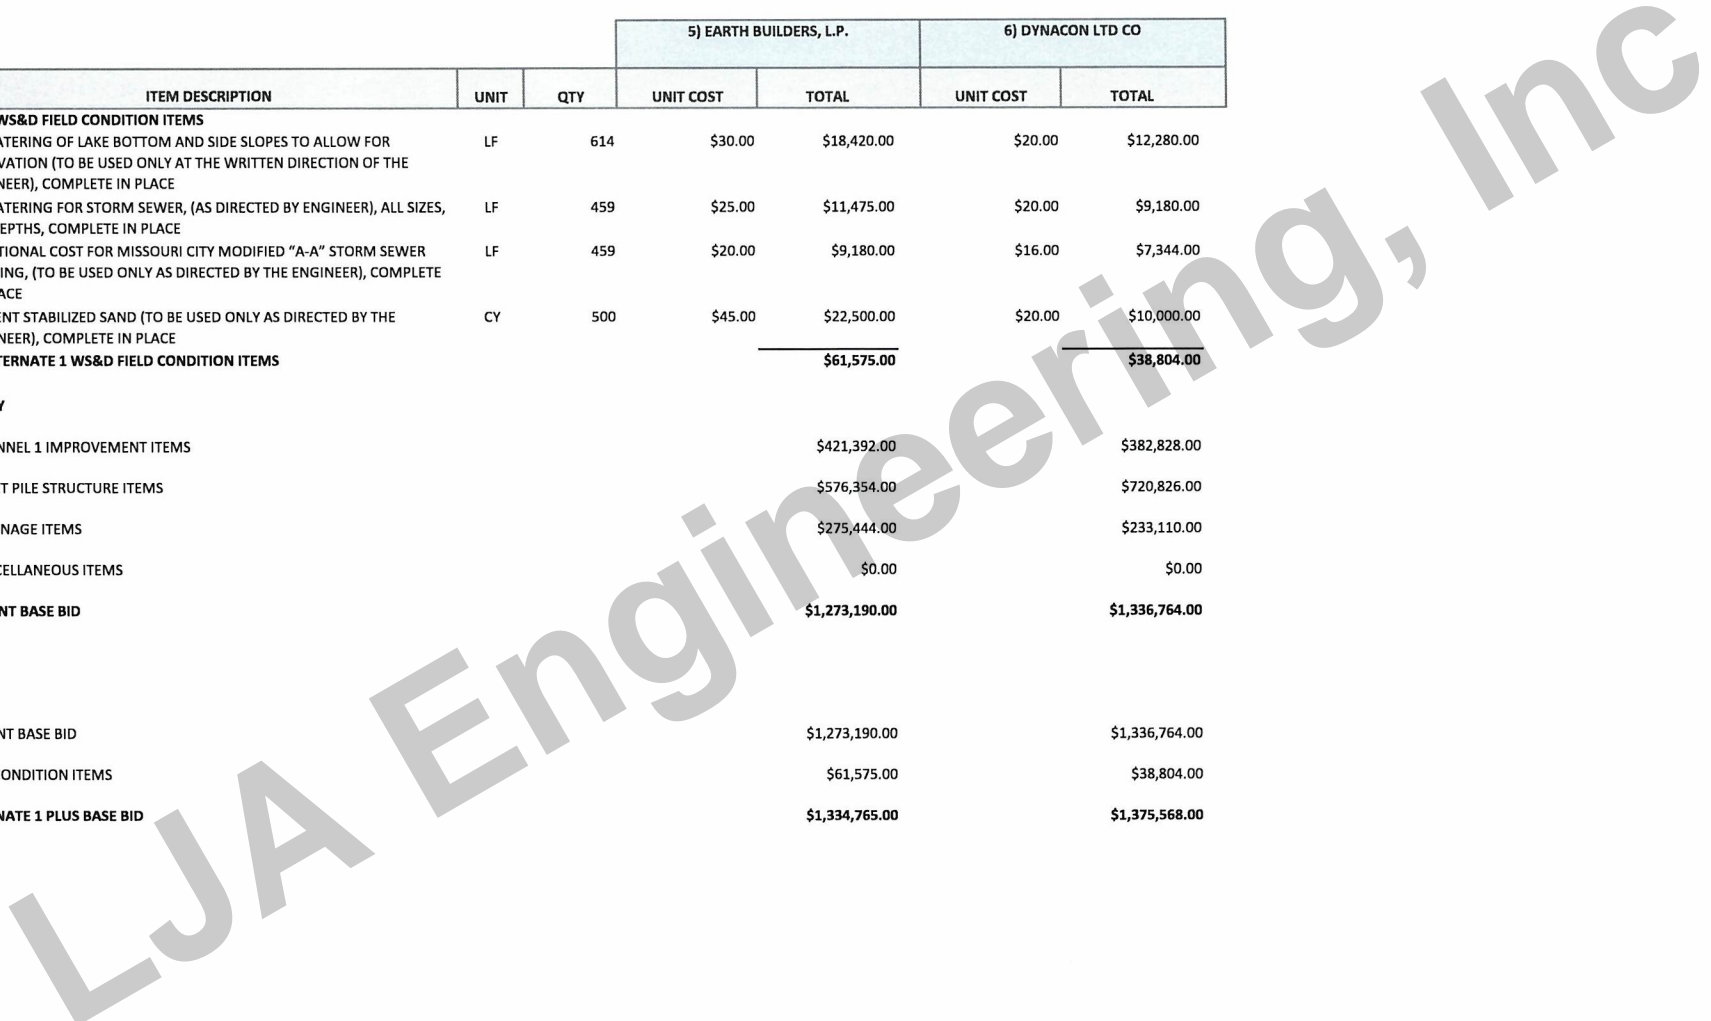 5) EARTH BUILDERS, L.P. 6) DYNACON LTD CO
ITEM DESCRIPTION UNIT QTY UNIT COST TOTAL UNIT COST TOTAL
WS&D FIELD CONDITION ITEMS
ATERING OF LAKE BOTTOM AND SIDE SLOPES TO ALLOW FOR LF 614 $30.00 $18,420.00 $20.00 $12,280.00
VATION (TO BE USED ONLY AT THE WRITTEN DIRECTION OF THE
NEER), COMPLETE IN PLACE
ATERING FOR STORM SEWER, (AS DIRECTED BY ENGINEER), ALL SIZES, LF 459 $25.00 $11,475.00 $20.00 $9,180.00
EPTHS, COMPLETE IN PLACE
TIONAL COST FOR MISSOURI CITY MODIFIED "A-A" STORM SEWER LF 459 $20.00 $9,180.00 $16.00 $7,344.00
ING, (TO BE USED ONLY AS DIRECTED BY THE ENGINEER), COMPLETE
ACE
ENT STABILIZED SAND (TO BE USED ONLY AS DIRECTED BY THE CY 500 $45.00 $22,500.00 $20.00 $10,000.00
NEER), COMPLETE IN PLACE
TERNATE 1 WS&D FIELD CONDITION ITEMS $61,575.00 $38,804.00
Y
NNEL 1 IMPROVEMENT ITEMS $421,392.00 $382,828.00
T PILE STRUCTURE ITEMS $576,354.00 $720,826.00
NAGE ITEMS $275,444.00 $233,110.00
CELLANEOUS ITEMS $0.00 $0.00
NT BASE BID $1,273,190.00 $1,336,764.00
NT BASE BID $1,273,190.00 $1,336,764.00
ONDITION ITEMS $61,575.00 $38,804.00
NATE 1 PLUS BASE BID $1,334,765.00 $1,375,568.00
LJA Engineering, Inc